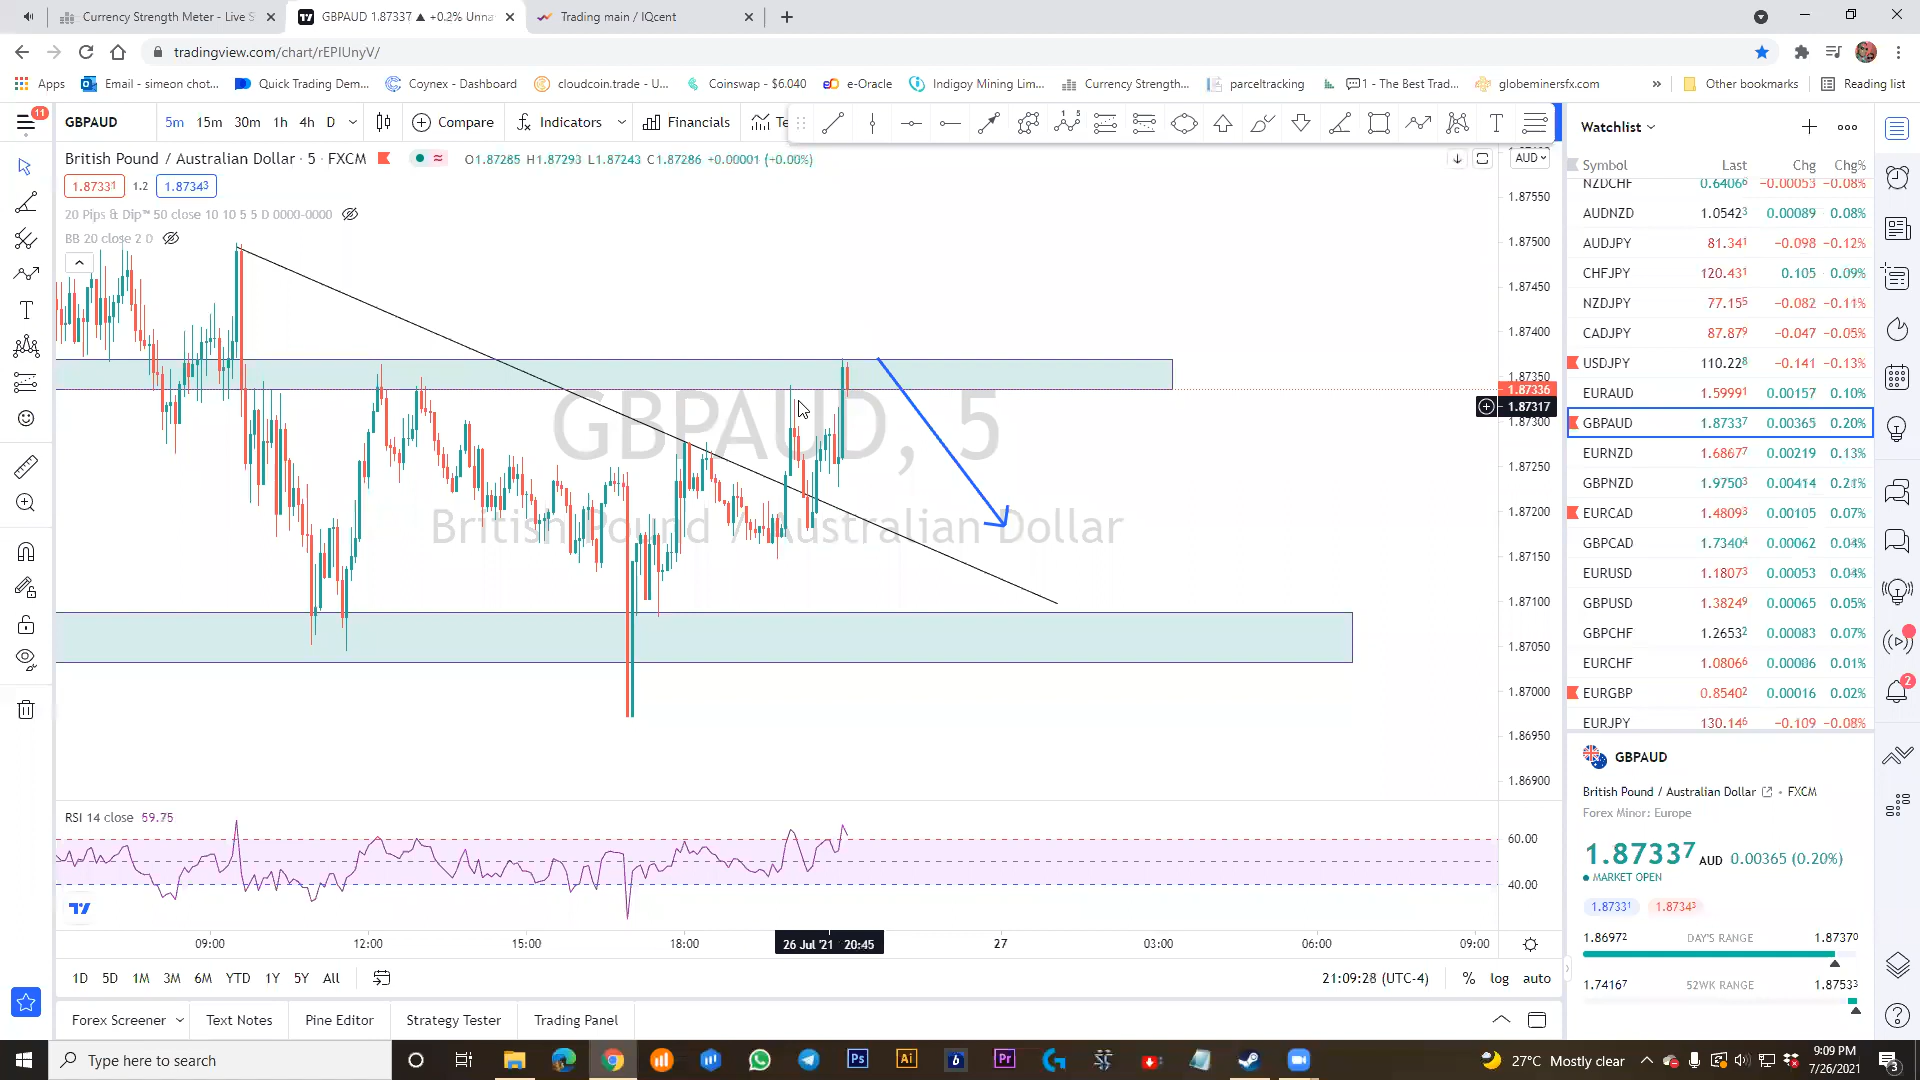 Currency Strength Meter - Live S
GBPAUD 1.87337 ▲ +0.2% Unna
Trading main / IQcent
tradingview.com/chart/rEPIUnyV/
Apps
Email - simeon chot...
Quick Trading Dem...
Coynex - Dashboard
cloudcoin.trade - U...
Coinswap - $6.040
e-Oracle
Indigoy Mining Lim...
Currency Strength...
parceltracking
1 - The Best Trad...
globeminersfx.com
»
Other bookmarks
Reading list
11
GBPAUD
5m 15m 30m 1h 4h D
Compare
Indicators
Financials
Te
British Pound / Australian Dollar · 5 · FXCM
O1.87285 H1.87293 L1.87243 C1.87286 +0.00001 (+0.00%)
AUD
1.87331 1.2 1.87343
20 Pips & Dip™ 50 close 10 10 5 5 D 0000-0000
BB 20 close 2 0
GBPAUD, 5
British Pound / Australian Dollar
1.87550
1.87500
1.87450
1.87400
1.87350
1.87336
1.87317
1.87300
1.87250
1.87200
1.87150
1.87100
1.87050
1.87000
1.86950
1.86900
RSI 14 close 59.75
60.00
40.00
09:00 12:00 15:00 18:00 26 Jul '21 20:45 27 03:00 06:00 09:00
1D 5D 1M 3M 6M YTD 1Y 5Y All
21:09:28 (UTC-4) % log auto
Forex Screener Text Notes Pine Editor Strategy Tester Trading Panel
Watchlist
Symbol Last Chg Chg%
NZDCHF 0.64066 −0.00053 −0.08%
AUDNZD 1.05423 0.00089 0.08%
AUDJPY 81.341 −0.098 −0.12%
CHFJPY 120.431 0.105 0.09%
NZDJPY 77.155 −0.082 −0.11%
CADJPY 87.879 −0.047 −0.05%
USDJPY 110.228 −0.141 −0.13%
EURAUD 1.59991 0.00157 0.10%
GBPAUD 1.87337 0.00365 0.20%
EURNZD 1.68677 0.00219 0.13%
GBPNZD 1.97503 0.00414 0.21%
EURCAD 1.48093 0.00105 0.07%
GBPCAD 1.73404 0.00062 0.04%
EURUSD 1.18073 0.00053 0.04%
GBPUSD 1.38249 0.00065 0.05%
GBPCHF 1.26532 0.00083 0.07%
EURCHF 1.08066 0.00006 0.01%
EURGBP 0.85402 0.00016 0.02%
EURJPY 130.146 −0.109 −0.08%
2
GBPAUD
British Pound / Australian Dollar • FXCM
Forex Minor: Europe
1.87337 AUD 0.00365 (0.20%)
MARKET OPEN
1.87331 1.87343
1.86972 DAY'S RANGE 1.87370
1.74167 52WK RANGE 1.87533
Type here to search
Ps
Ai
b
Pr
27°C Mostly clear
9:09 PM
7/26/2021
3